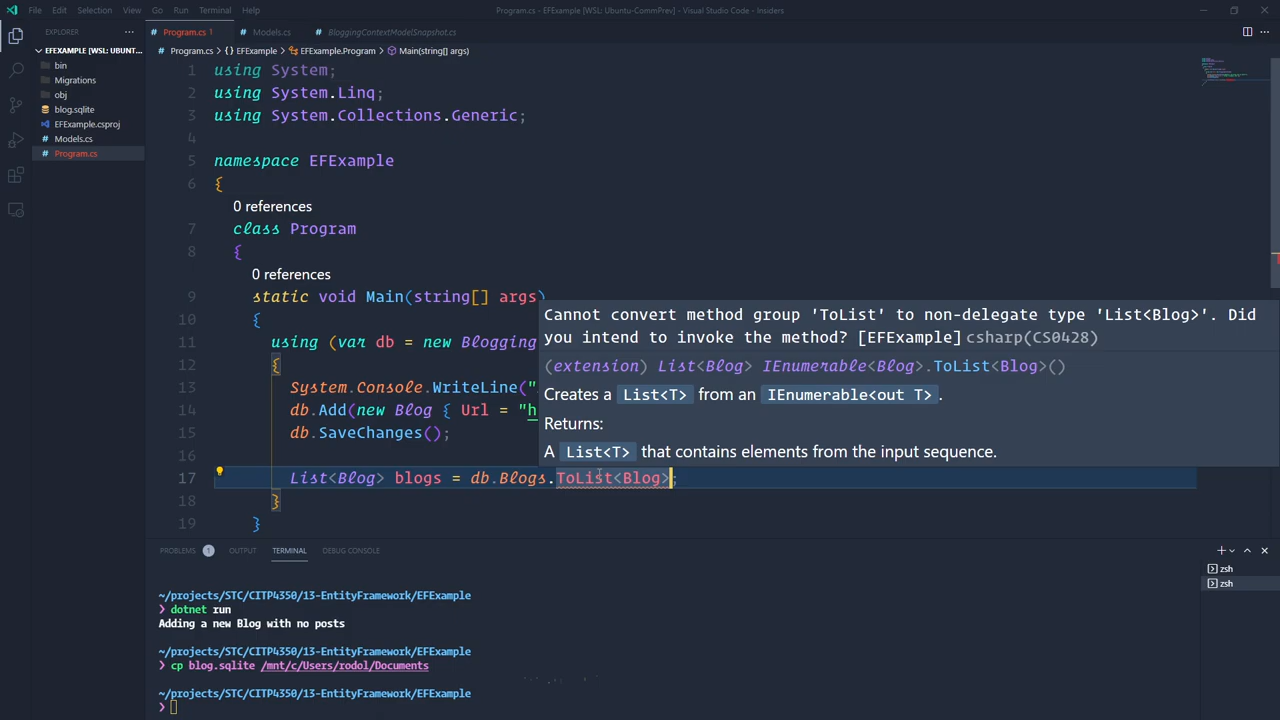 File Edit Selection View Go Run Terminal Help
Program.cs - EFExample [WSL: Ubuntu-CommPrev] - Visual Studio Code - Insiders
EXPLORER
Program.cs 1
Models.cs
BloggingContextModelSnapshot.cs
EFEXAMPLE [WSL: UBUNTU-...
bin
Migrations
obj
blog.sqlite
EFExample.csproj
Models.cs
Program.cs
Program.cs > {} EFExample > EFExample.Program > Main(string[] args)
1 using System;
2 using System.Linq;
3 using System.Collections.Generic;
4
5 namespace EFExample
6 {
0 references
7 class Program
8 {
0 references
9 static void Main(string[] args)
10 {
11 using (var db = new Blogging
12 {
13 System.Console.WriteLine("
14 db.Add(new Blog { Url = "h
15 db.SaveChanges();
16
17 List<Blog> blogs = db.Blogs.ToList<Blog>;
18 }
19 }
Cannot convert method group 'ToList' to non-delegate type 'List<Blog>'. Did
you intend to invoke the method? [EFExample] csharp(CS0428)
(extension) List<Blog> IEnumerable<Blog>.ToList<Blog>()
Creates a List<T> from an IEnumerable<out T>.
Returns:
A List<T> that contains elements from the input sequence.
PROBLEMS 1 OUTPUT TERMINAL DEBUG CONSOLE
zsh
zsh
~/projects/STC/CITP4350/13-EntityFramework/EFExample
❯ dotnet run
Adding a new Blog with no posts
~/projects/STC/CITP4350/13-EntityFramework/EFExample
❯ cp blog.sqlite /mnt/c/Users/rodol/Documents
~/projects/STC/CITP4350/13-EntityFramework/EFExample
❯